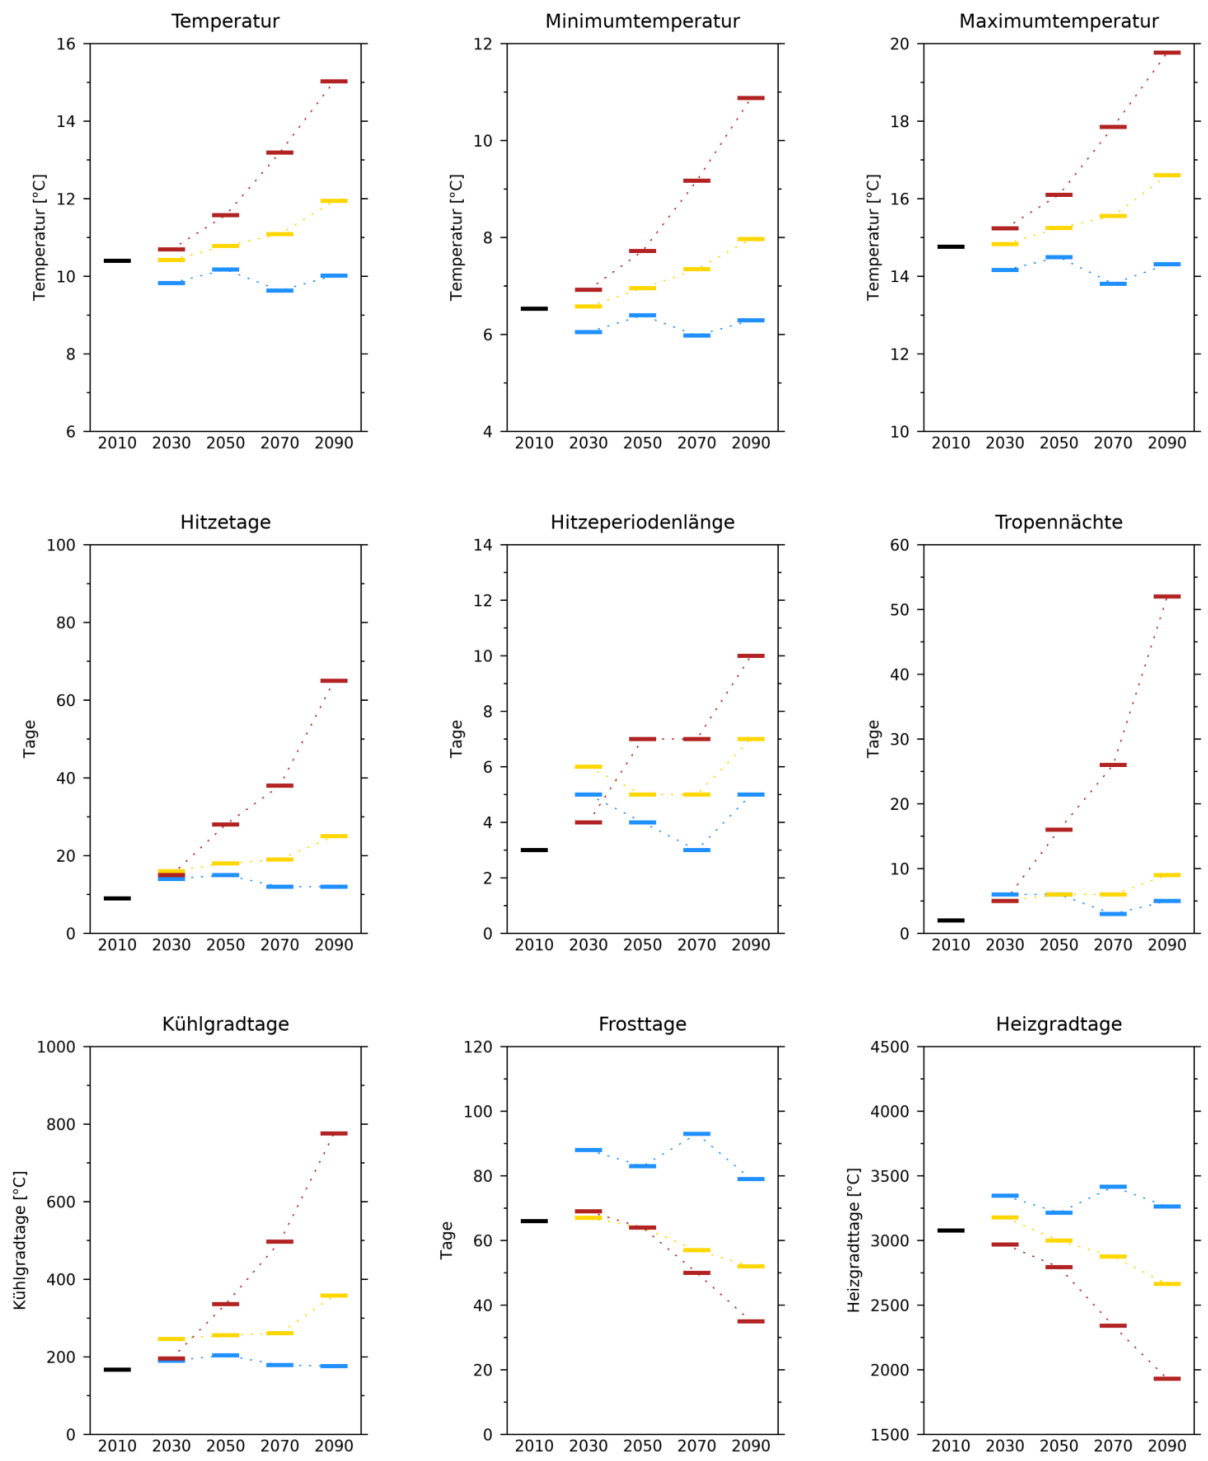 Temperatur
16
14
12
10
8
6
Temperatur [°C]
2010 2030 2050 2070 2090
Minimumtemperatur
12
10
8
6
4
Temperatur [°C]
2010 2030 2050 2070 2090
Maximumtemperatur
20
18
16
14
12
10
Temperatur [°C]
2010 2030 2050 2070 2090
Hitzetage
100
80
60
40
20
0
Tage
2010 2030 2050 2070 2090
Hitzeperiodenlänge
14
12
10
8
6
4
2
0
Tage
2010 2030 2050 2070 2090
Tropennächte
60
50
40
30
20
10
0
Tage
2010 2030 2050 2070 2090
Kühlgradtage
1000
800
600
400
200
0
Kühlgradtage [°C]
2010 2030 2050 2070 2090
Frosttage
120
100
80
60
40
20
0
Tage
2010 2030 2050 2070 2090
Heizgradtage
4500
4000
3500
3000
2500
2000
1500
Heizgradttage [°C]
2010 2030 2050 2070 2090